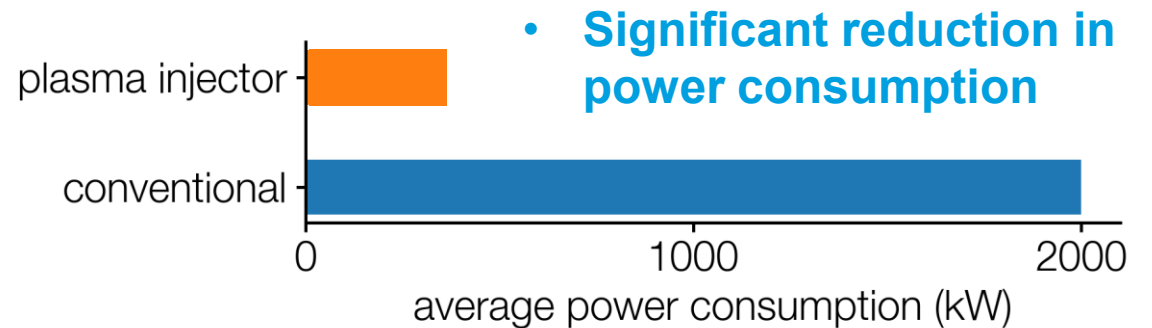 • Significant reduction in
power consumption
plasma injector
conventional
0 1000 2000
average power consumption (kW)